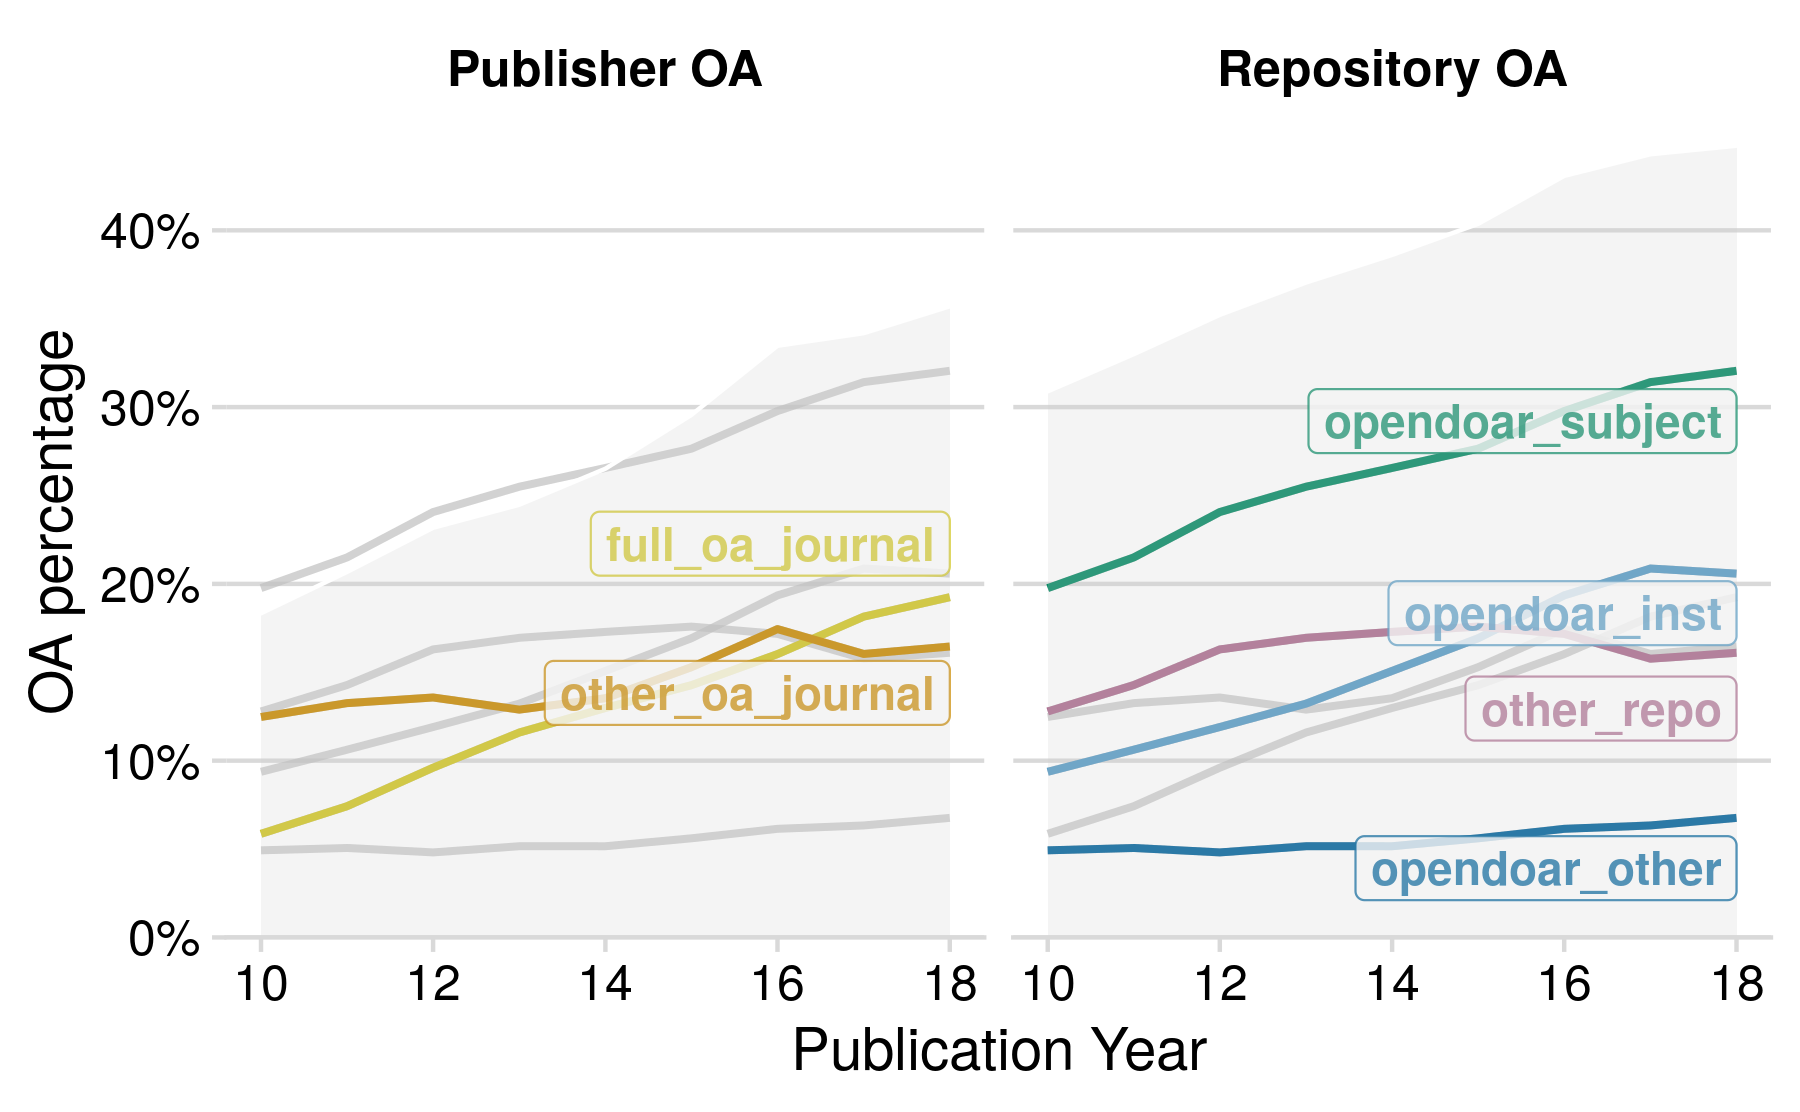 Publisher OA
Repository OA
OA percentage
40%
30%
20%
10%
0%
full_oa_journal
other_oa_journal
opendoar_subject
opendoar_inst
other_repo
opendoar_other
10 12 14 16 18
10 12 14 16 18
Publication Year